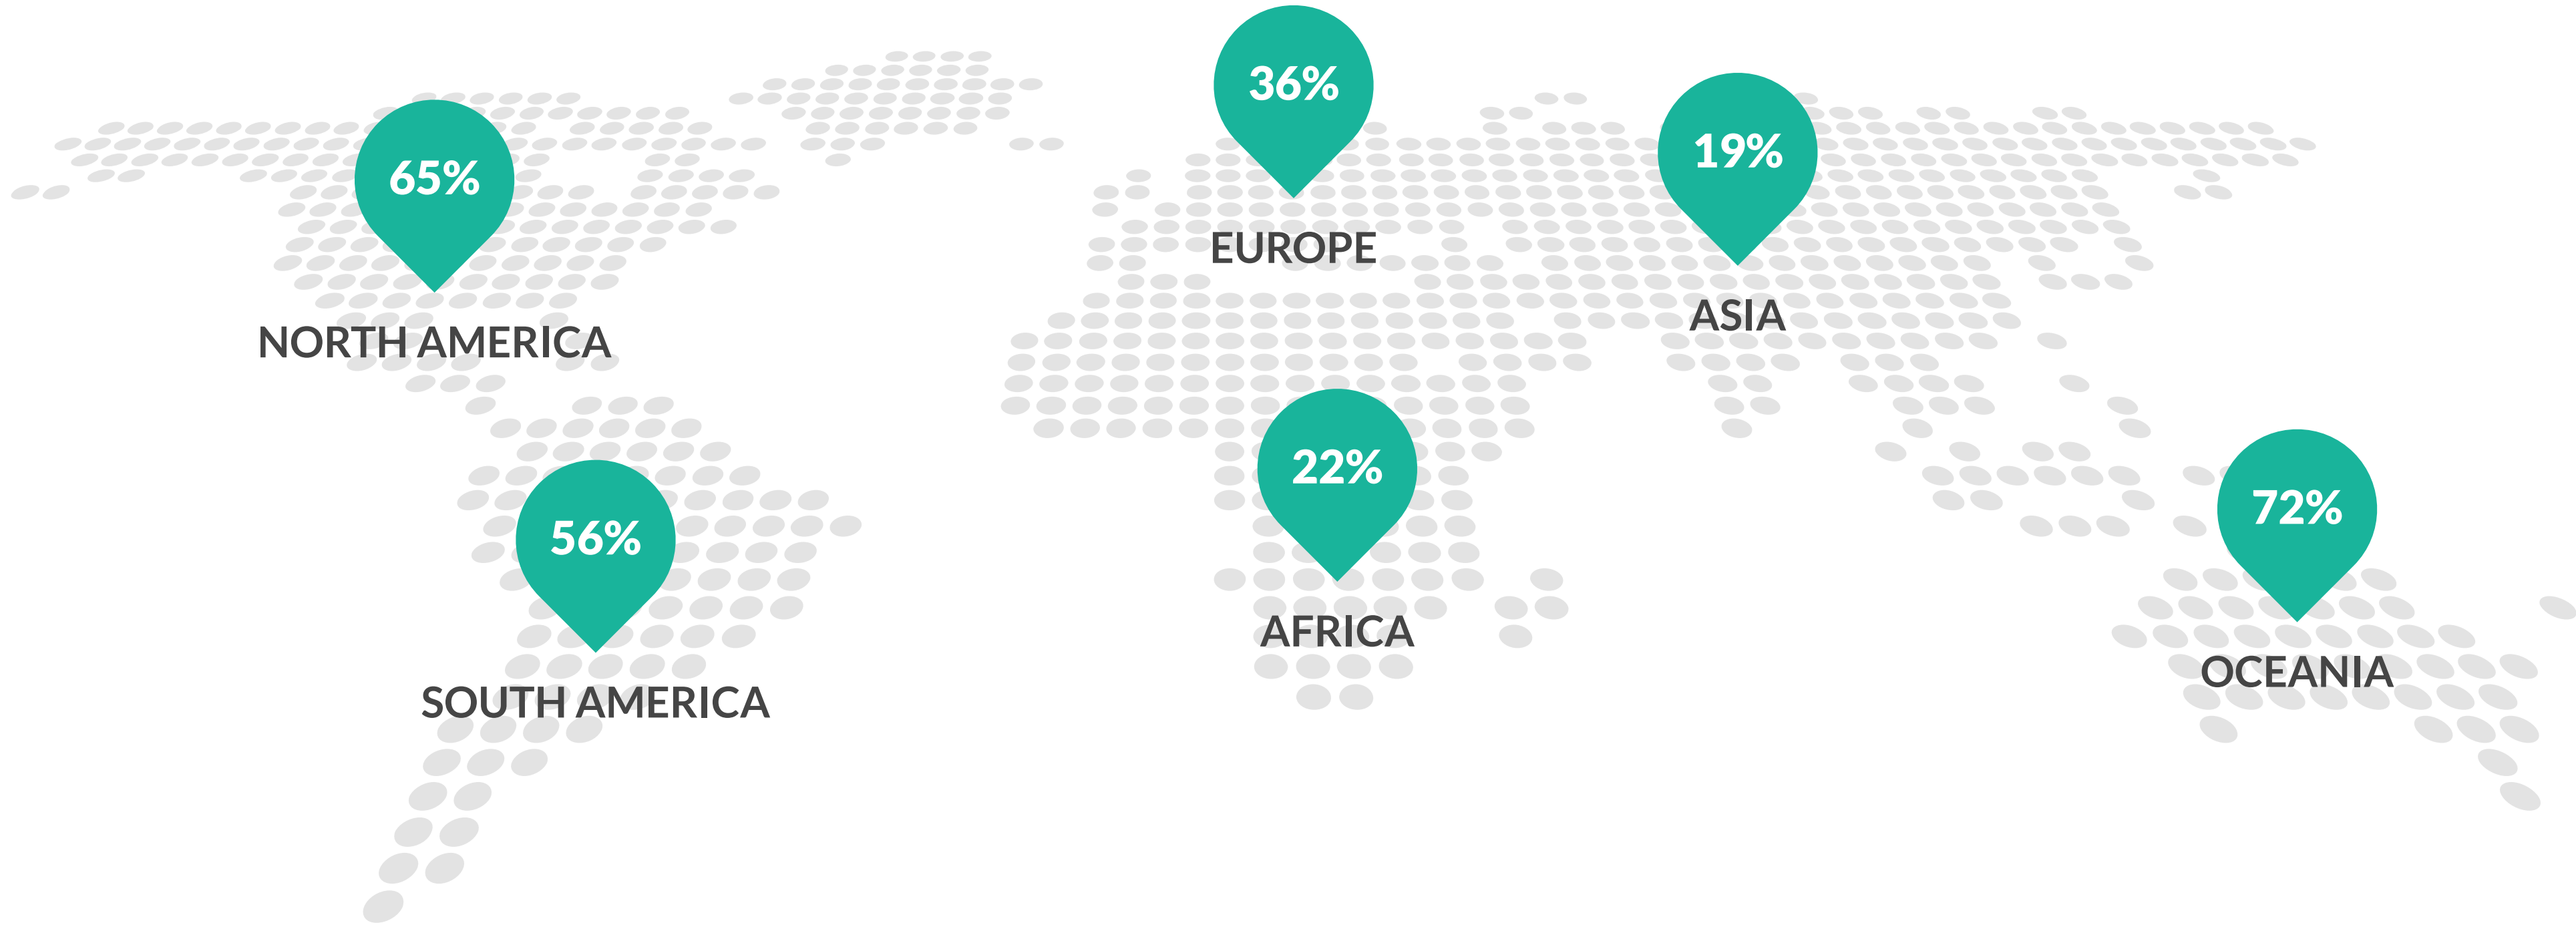 65%
NORTH AMERICA
56%
SOUTH AMERICA
36%
EUROPE
22%
AFRICA
19%
ASIA
72%
OCEANIA